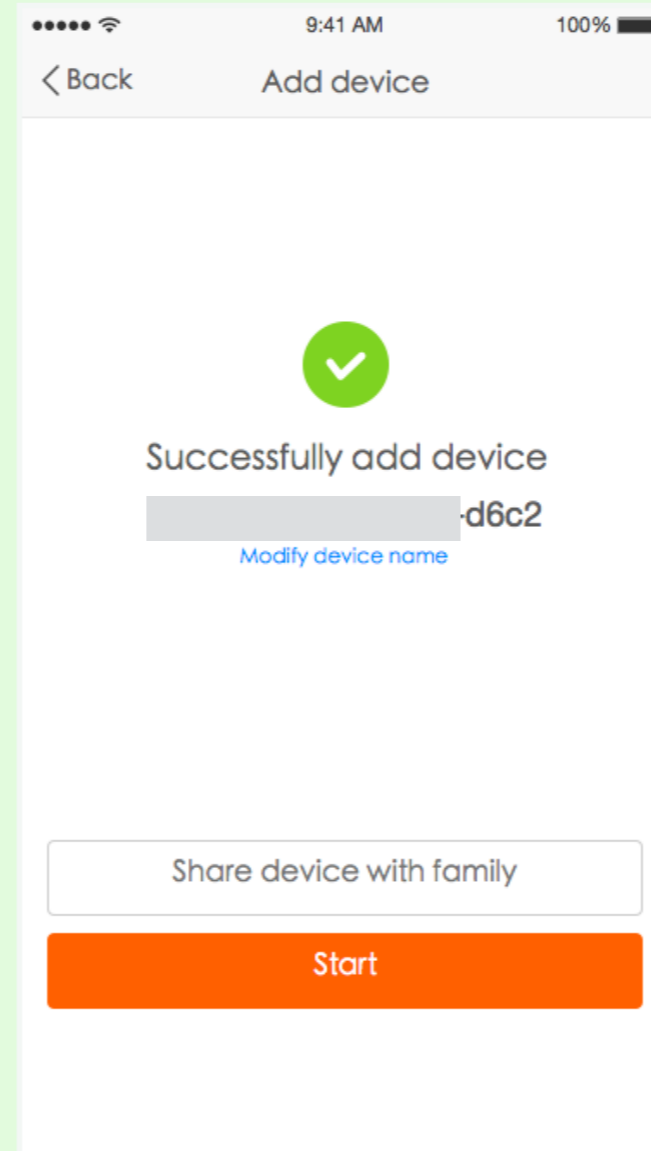 9:41 AM 100%
Back Add device
Successfully add device
-d6c2
Modify device name
Share device with family
Start